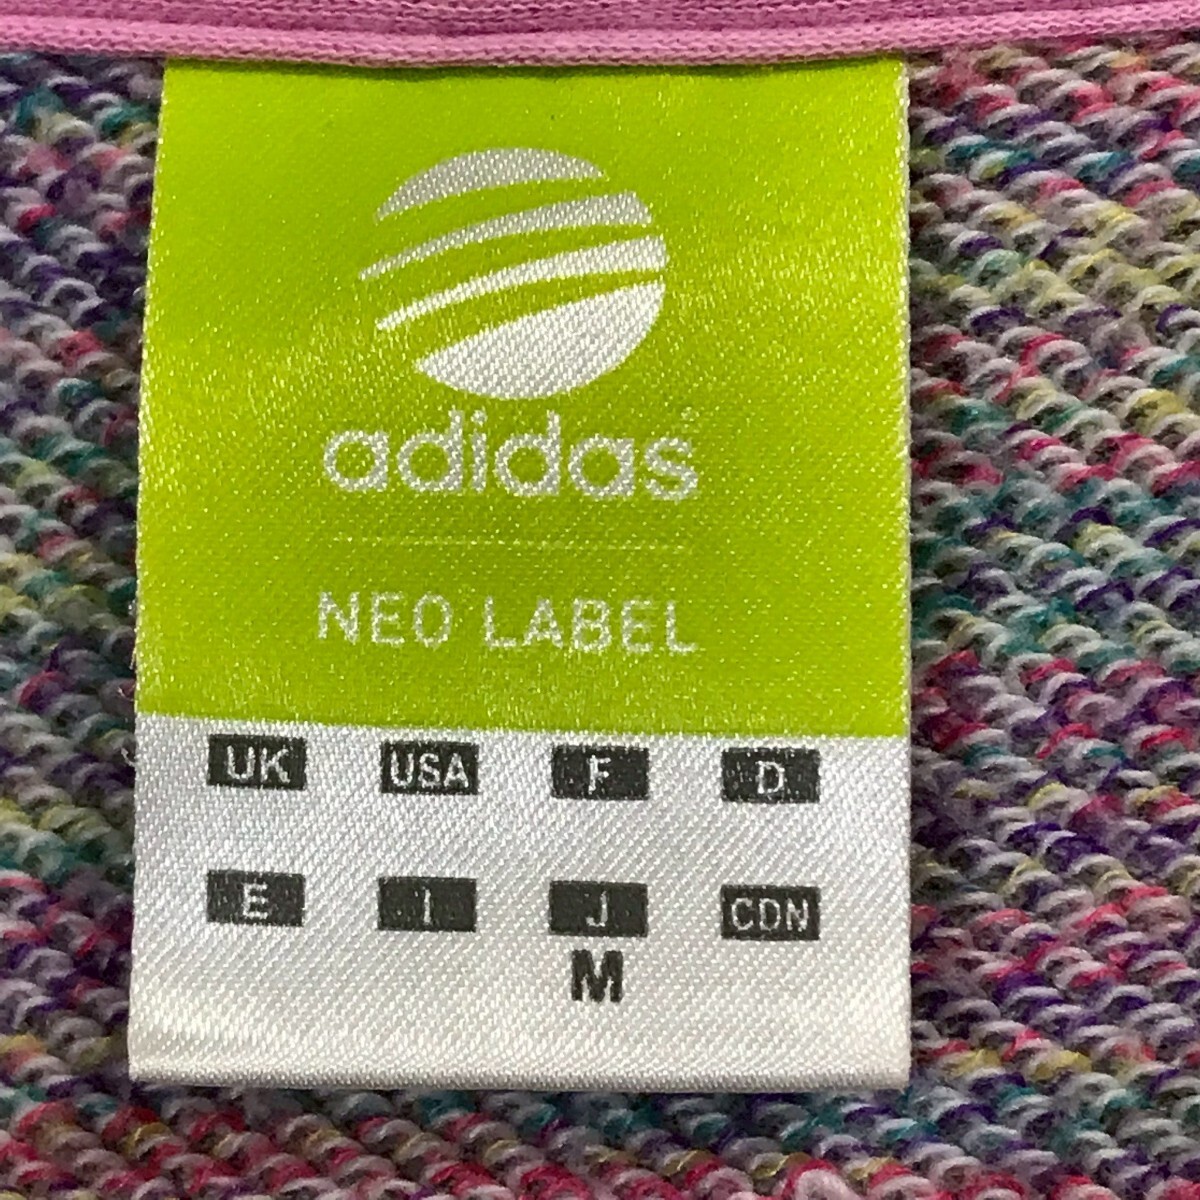 adidas
NEO LABEL
UK USA F D
E I J CDN
M